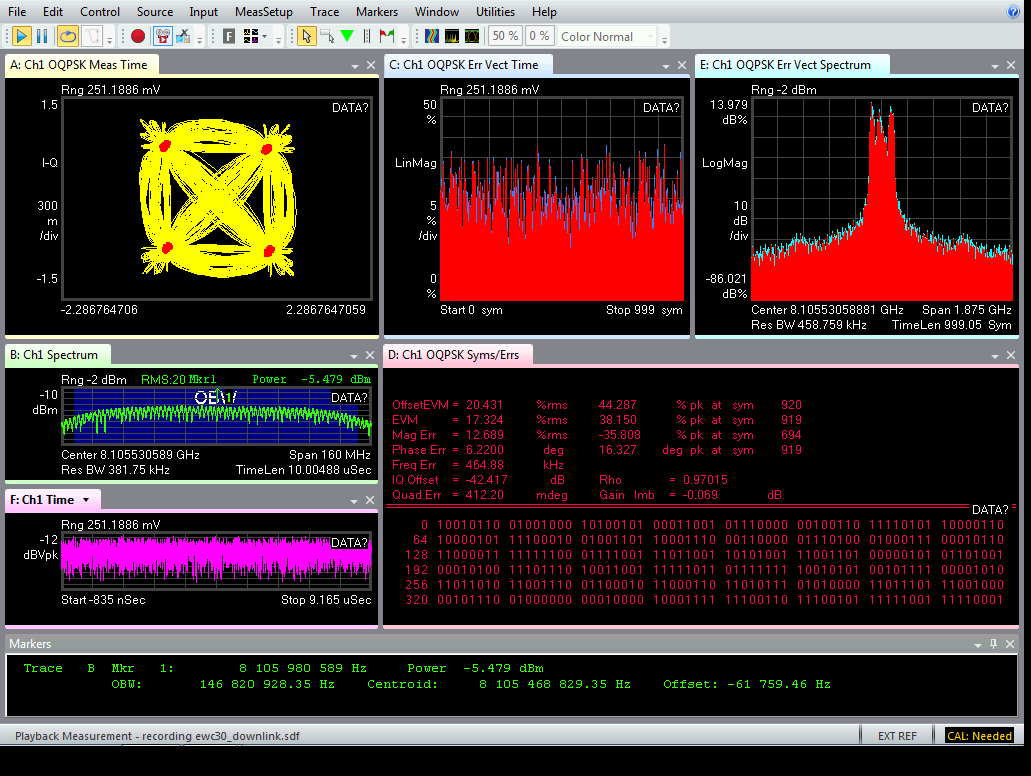 File Edit Control Source Input MeasSetup Trace Markers Window Utilities Help
F 50 % 0 % Color Normal
A: Ch1 OQPSK Meas Time
Rng 251.1886 mV
1.5
DATA?
I-Q
300
m
/div
-1.5
-2.286764706 2.2867647059
C: Ch1 OQPSK Err Vect Time
Rng 251.1886 mV
50
%
DATA?
LinMag
5
%
/div
0
%
Start 0 sym Stop 999 sym
E: Ch1 OQPSK Err Vect Spectrum
Rng -2 dBm
13.979
dB%
DATA?
LogMag
10
dB
/div
-86.021
dB%
Center 8.10553058881 GHz Span 1.875 GHz
Res BW 458.759 kHz TimeLen 999.05 Sym
B: Ch1 Spectrum
Rng -2 dBm RMS:20 Mkr1 Power -5.479 dBm
-10
dBm
OBW
1
DATA?
Center 8.105530589 GHz Span 160 MHz
Res BW 381.75 kHz TimeLen 10.00488 uSec
F: Ch1 Time
Rng 251.1886 mV
-12
dBVpk
DATA?
Start -835 nSec Stop 9.165 uSec
D: Ch1 OQPSK Syms/Errs
OffsetEVM = 20.431 %rms 44.287 % pk at sym 920
EVM = 17.324 %rms 38.150 % pk at sym 919
Mag Err = 12.689 %rms -35.808 % pk at sym 694
Phase Err = 6.2200 deg 16.327 deg pk at sym 919
Freq Err = 464.88 kHz
IQ Offset = -42.417 dB Rho = 0.97015
Quad Err = 412.20 mdeg Gain Imb = -0.069 dB
DATA?
0 10010110 01001000 10100101 00011001 01110000 00100110 11110101 10000110
64 10000101 00110000 01001101 10001110 00110110 01100000 01111001 11001010
128 11000011 11111100 01111001 11011101 10101101 11001101 00000101 01101001
192 00010100 11101010 11110001 10011011 11111011 01111111 10010100 01010110
256 11011010 11001110 01100010 11000110 11010111 01010000 11011101 11001000
320 00101110 01000000 00010000 10001111 11100110 11100101 11111001 11110001
Markers
Trace B Mkr 1: 8 105 980 589 Hz Power -5.479 dBm
OBW: 146 820 928.35 Hz Centroid: 8 105 468 829.35 Hz Offset: -61 759.46 Hz
Playback Measurement - recording ewc30_downlink.sdf EXT REF CAL: Needed